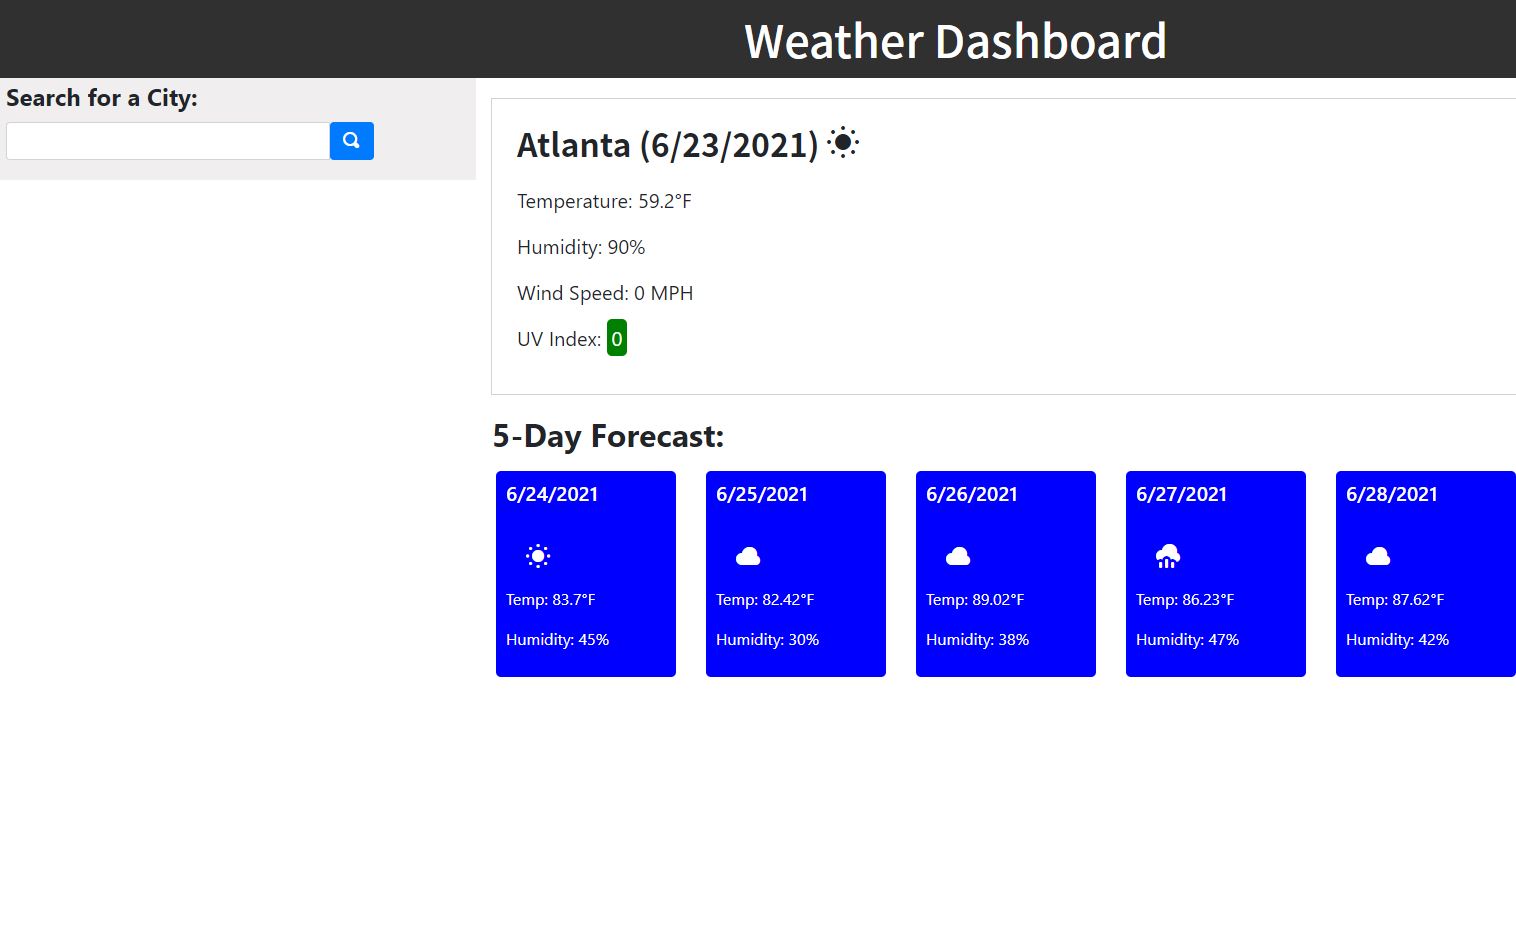 Weather Dashboard
Search for a City:
Atlanta (6/23/2021)
Temperature: 59.2°F
Humidity: 90%
Wind Speed: 0 MPH
UV Index: 0
5-Day Forecast:
6/24/2021
Temp: 83.7°F
Humidity: 45%
6/25/2021
Temp: 82.42°F
Humidity: 30%
6/26/2021
Temp: 89.02°F
Humidity: 38%
6/27/2021
Temp: 86.23°F
Humidity: 47%
6/28/2021
Temp: 87.62°F
Humidity: 42%